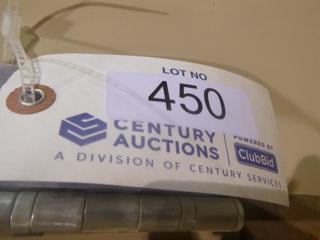 LOT NO
450
CENTURY
AUCTIONS
POWERED BY
ClubBid
A DIVISION OF CENTURY SERVICES